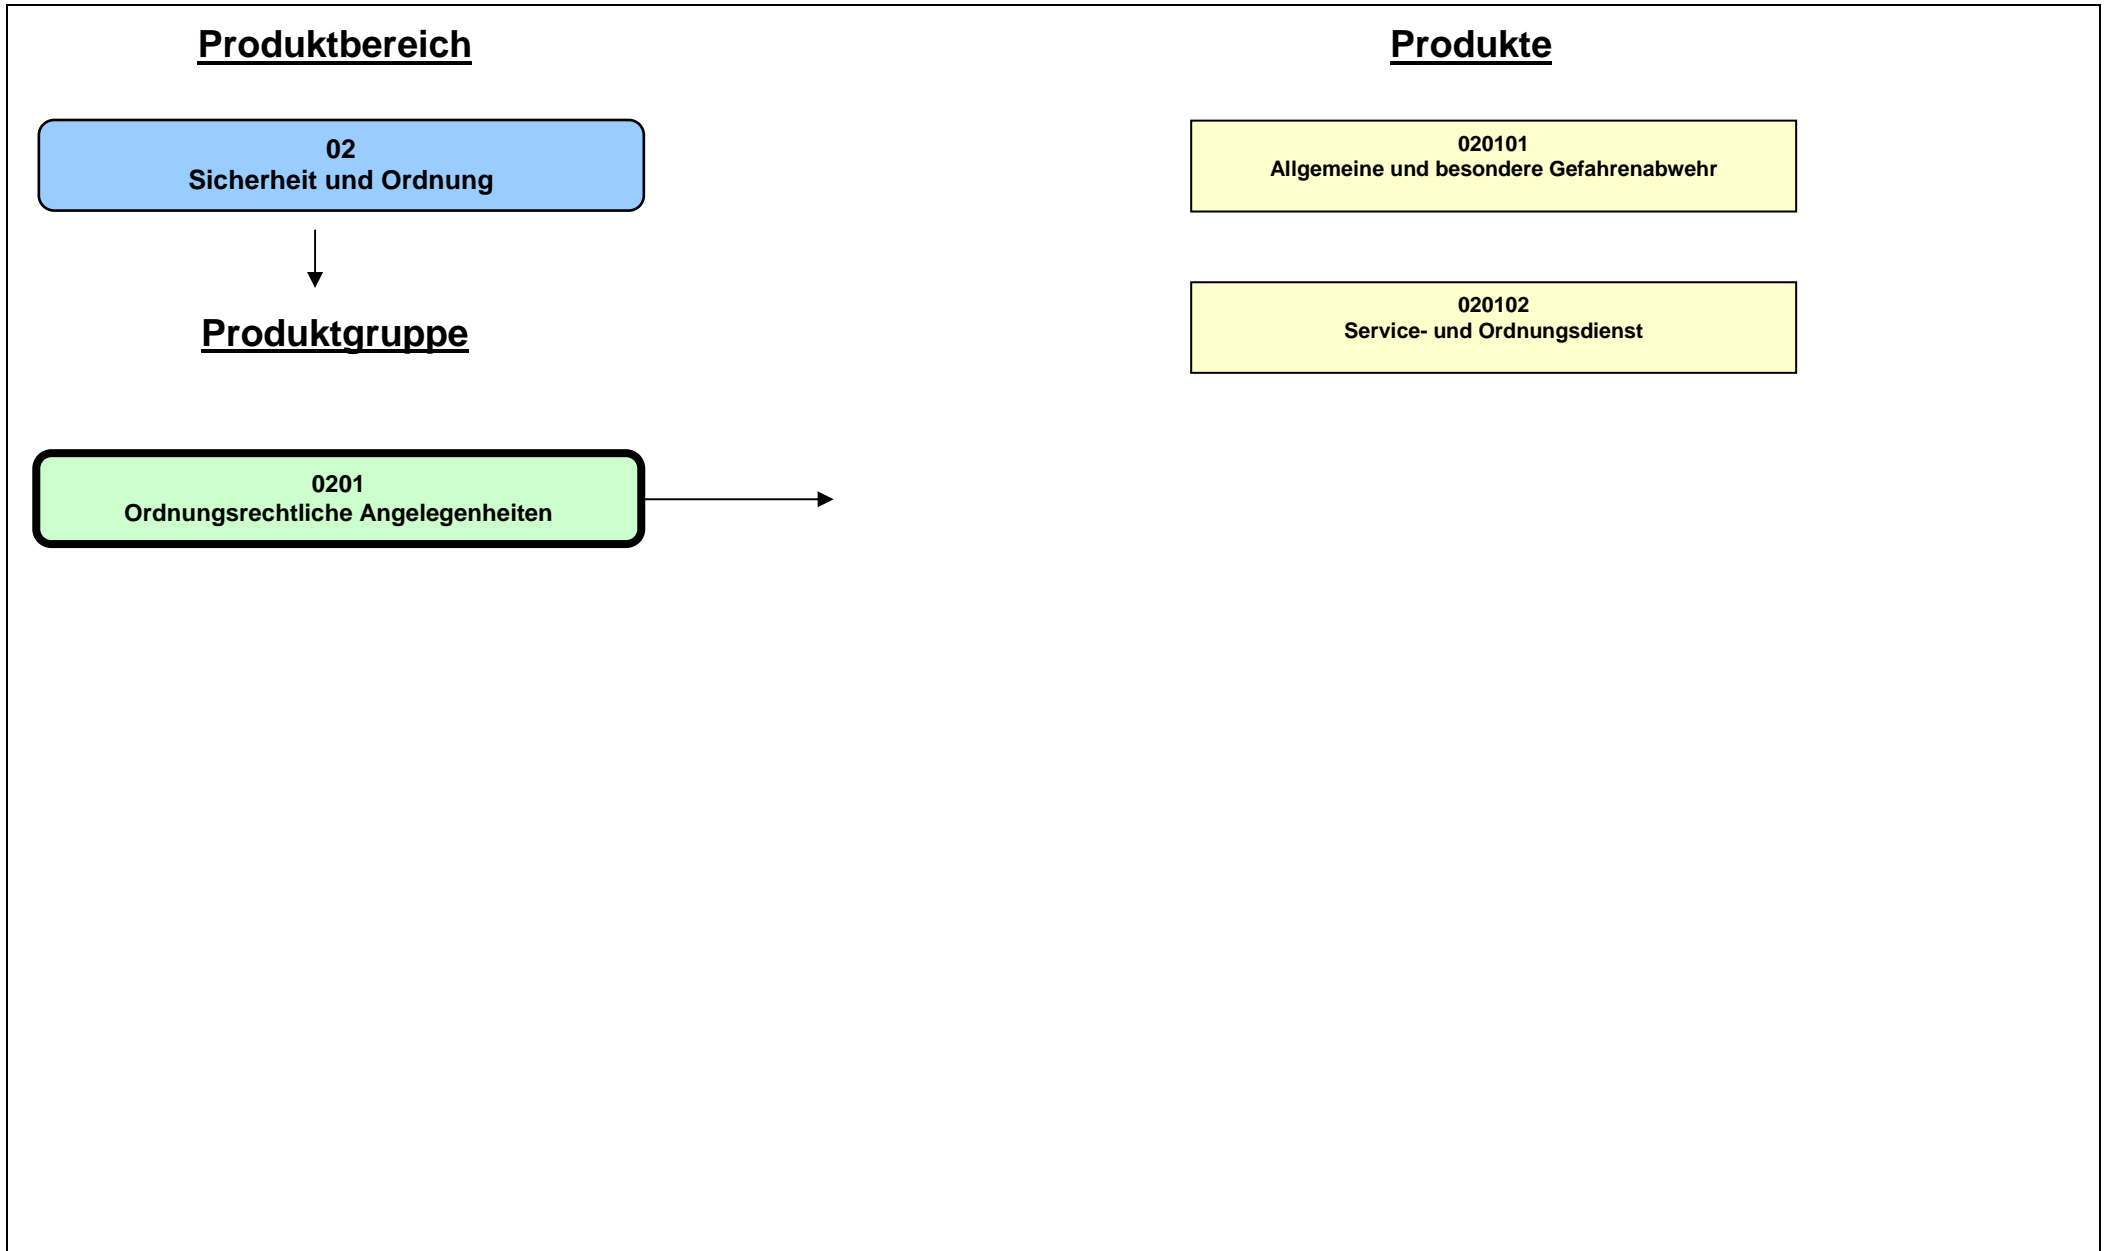 Produktbereich
02
Sicherheit und Ordnung
Produktgruppe
0201
Ordnungsrechtliche Angelegenheiten
Produkte
020101
Allgemeine und besondere Gefahrenabwehr
020102
Service- und Ordnungsdienst